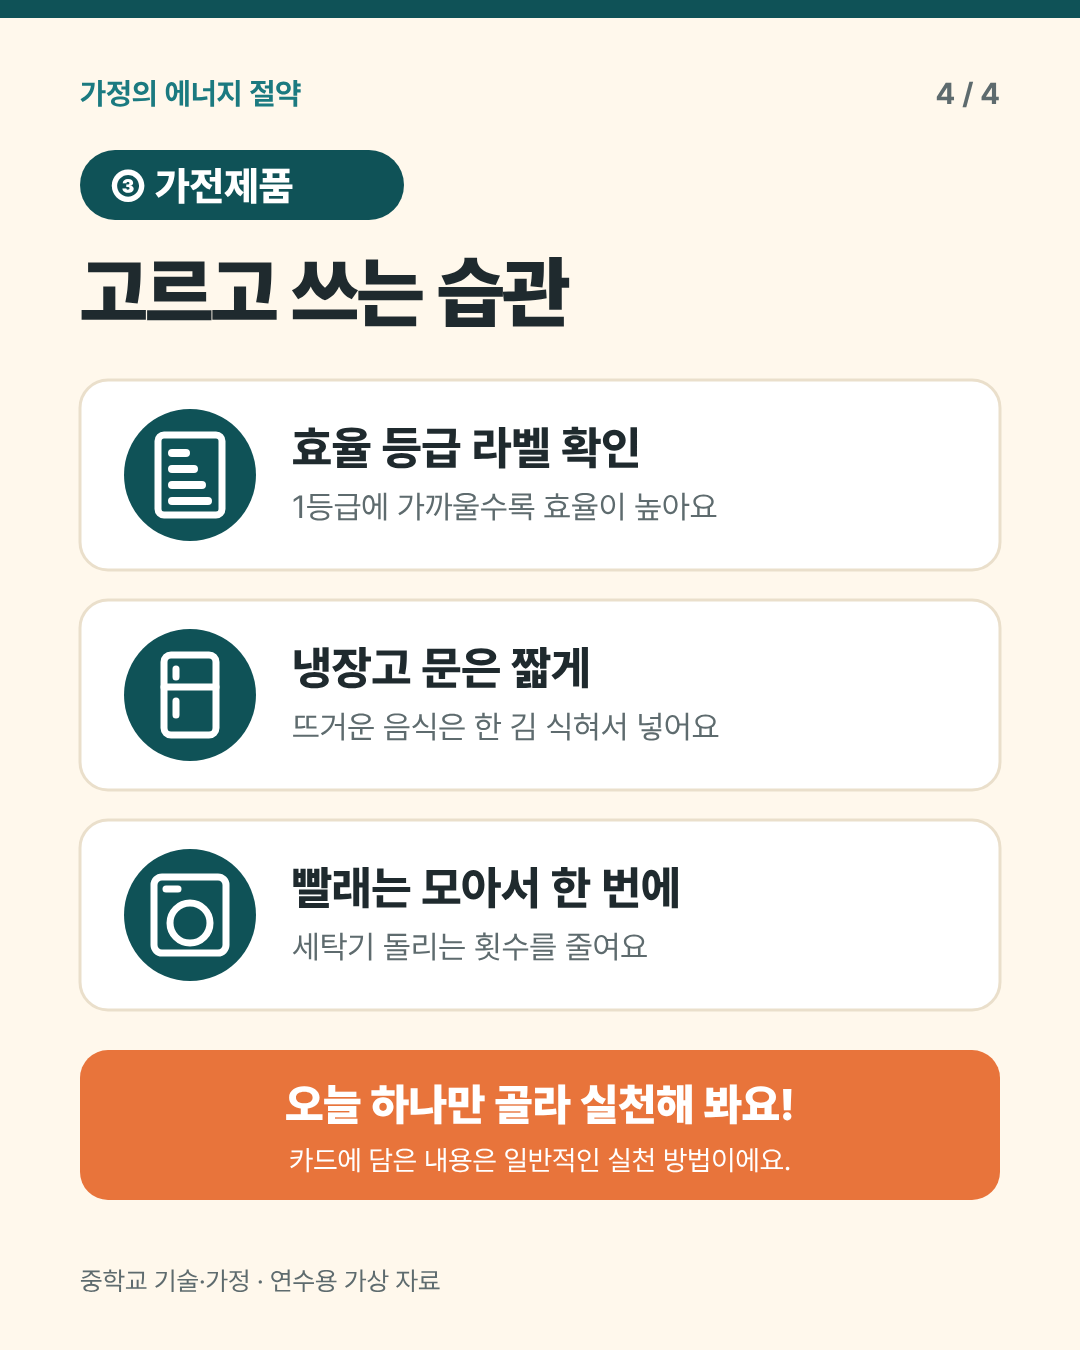 가정의 에너지 절약
4 / 4
❸ 가전제품
고르고 쓰는 습관
효율 등급 라벨 확인
1등급에 가까울수록 효율이 높아요
냉장고 문은 짧게
뜨거운 음식은 한 김 식혀서 넣어요
빨래는 모아서 한 번에
세탁기 돌리는 횟수를 줄여요
오늘 하나만 골라 실천해 봐요!
카드에 담은 내용은 일반적인 실천 방법이에요.
중학교 기술·가정 · 연수용 가상 자료